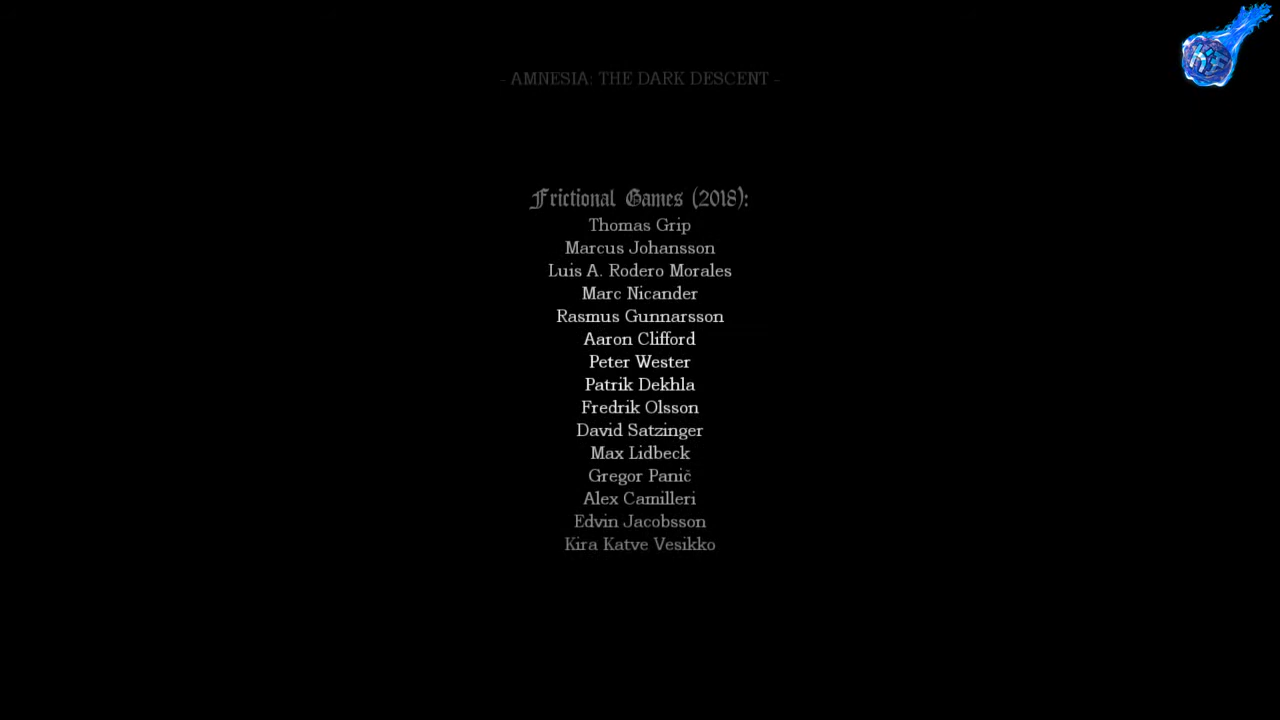 - AMNESIA: THE DARK DESCENT -
Frictional Games (2018):
Thomas Grip
Marcus Johansson
Luis A. Rodero Morales
Marc Nicander
Rasmus Gunnarsson
Aaron Clifford
Peter Wester
Patrik Dekhla
Fredrik Olsson
David Satzinger
Max Lidbeck
Gregor Panič
Alex Camilleri
Edvin Jacobsson
Kira Katve Vesikko